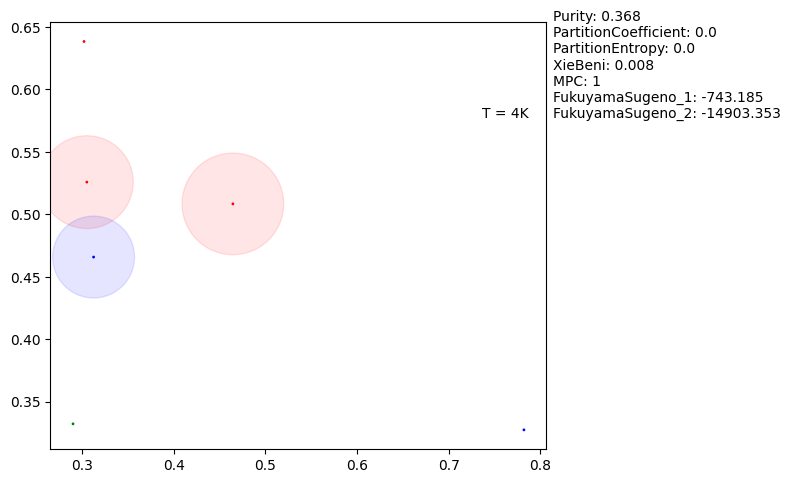 Purity: 0.368
PartitionCoefficient: 0.0
PartitionEntropy: 0.0
XieBeni: 0.008
MPC: 1
FukuyamaSugeno_1: -743.185
FukuyamaSugeno_2: -14903.353
T = 4K
0.65
0.60
0.55
0.50
0.45
0.40
0.35
0.3 0.4 0.5 0.6 0.7 0.8